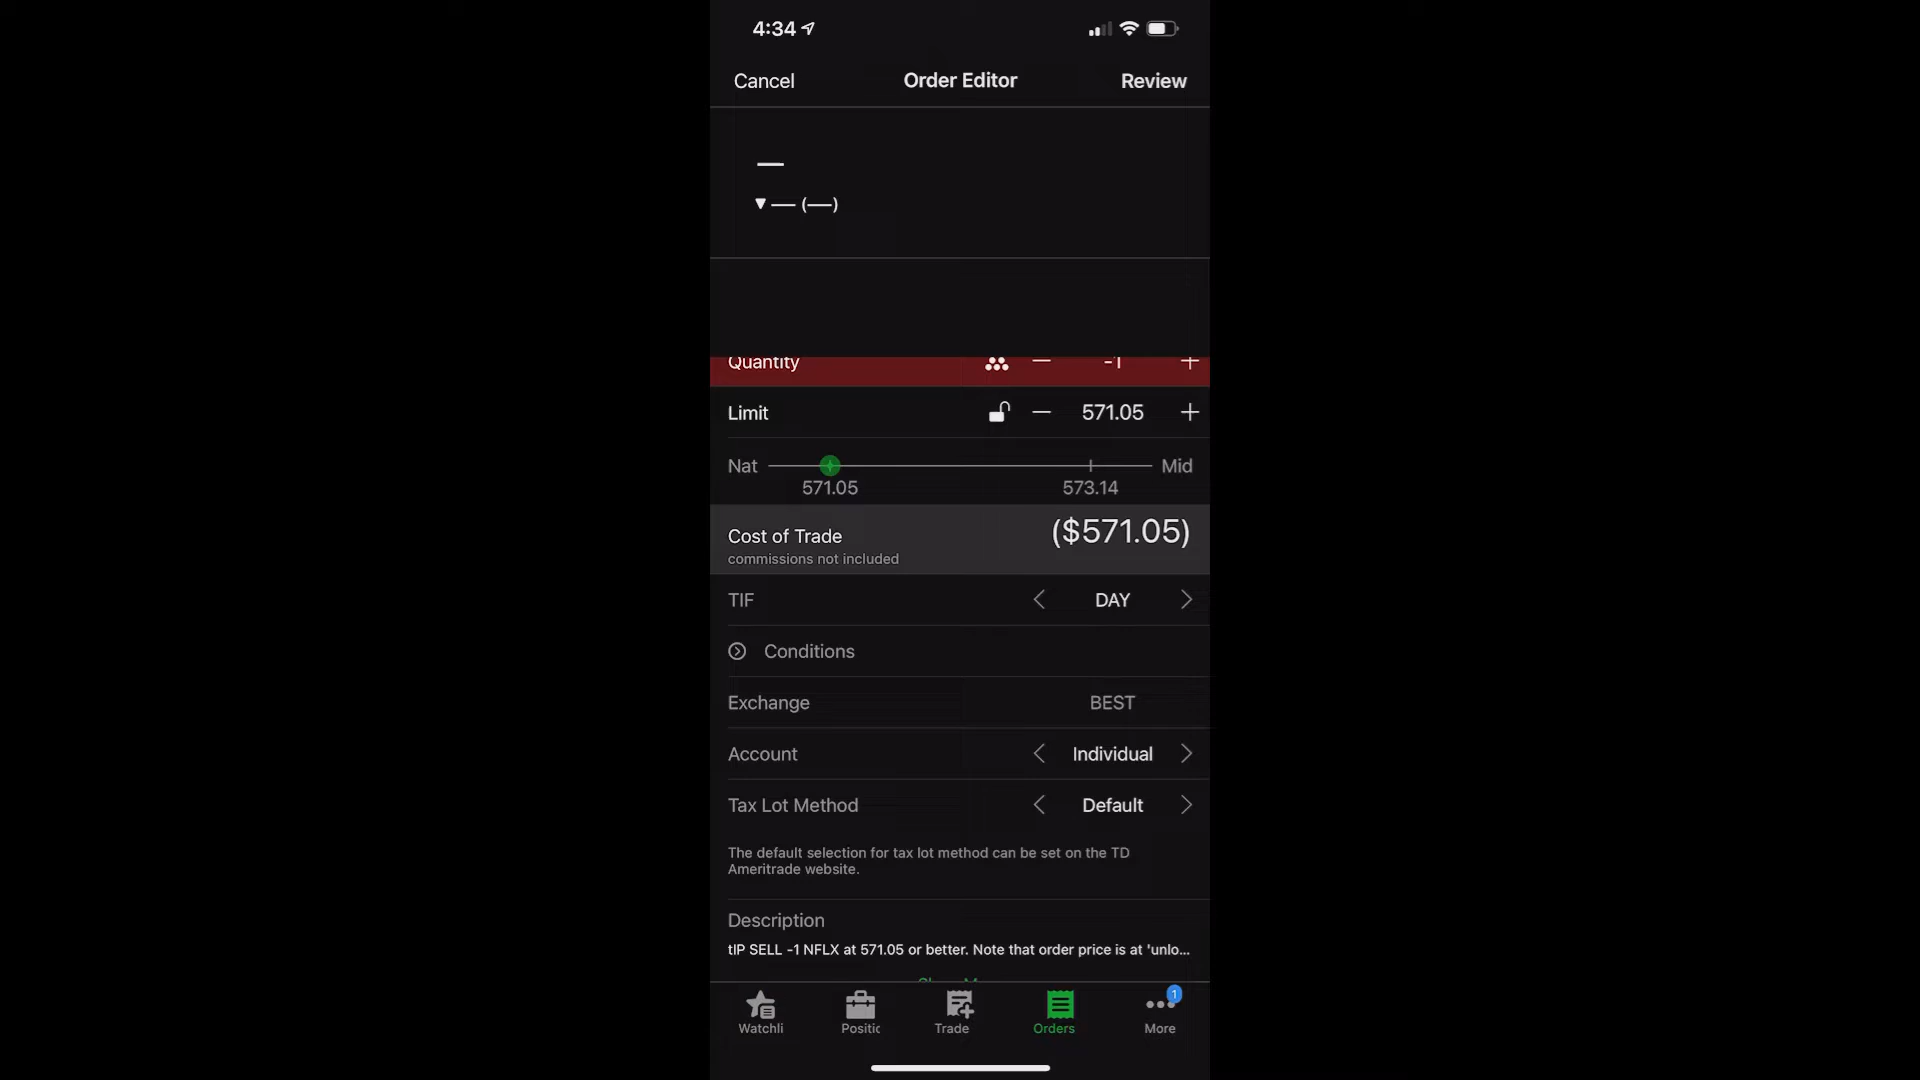 4:34
Cancel Order Editor Review
—
▼— (—)
Quantity — -1 +
Limit — 571.05 +
Nat Mid
571.05 573.14
Cost of Trade ($571.05)
commissions not included
TIF DAY
Conditions
Exchange BEST
Account Individual
Tax Lot Method Default
The default selection for tax lot method can be set on the TD
Ameritrade website.
Description
tIP SELL -1 NFLX at 571.05 or better. Note that order price is at 'unlo...
1
Watchli Positic Trade Orders More